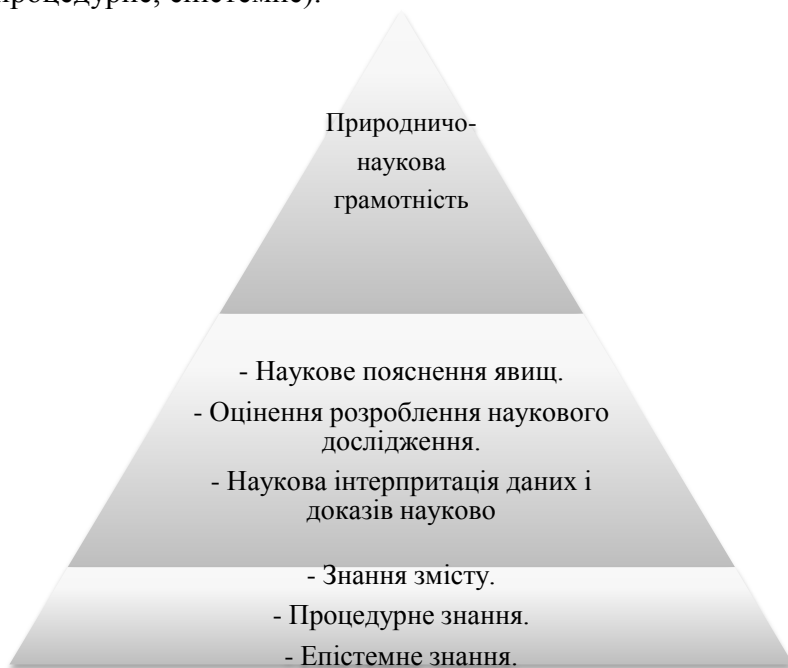 епістемне).
Природничо-
наукова
грамотність
- Наукове пояснення явищ.
- Оцінення розроблення наукового
дослідження.
- Наукова інтерпритація даних і
доказів науково
- Знання змісту.
- Процедурне знання.
- Епістемне знання.